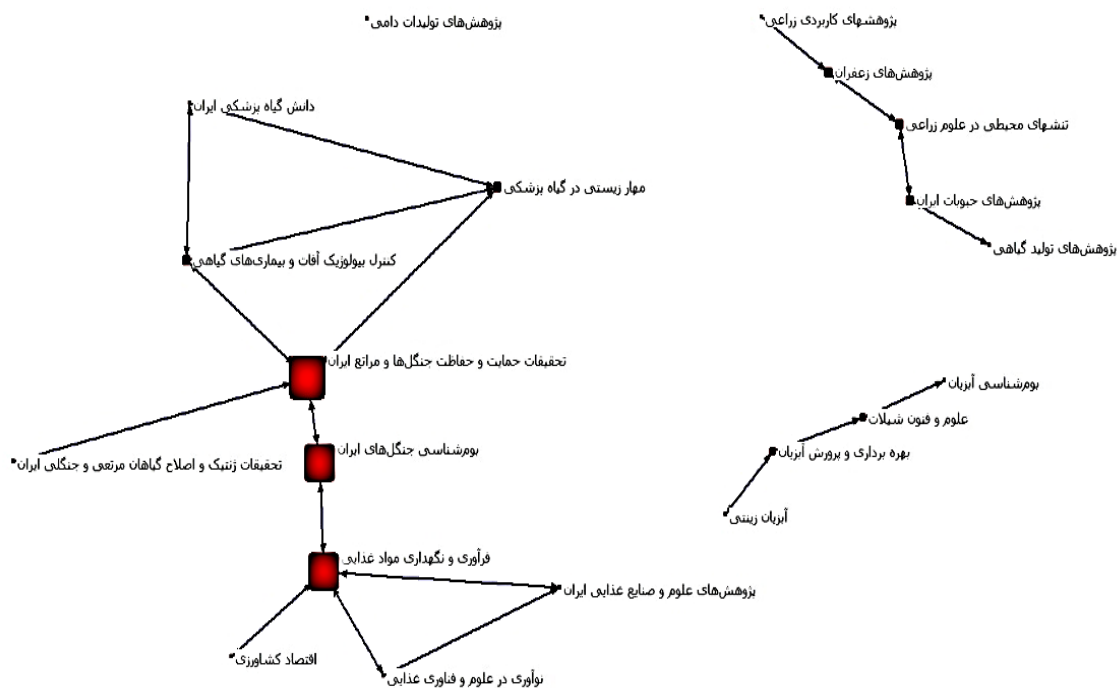 پژوهش‌های تولیدات دامی
پژوهشهای کاربردی زراعی
پژوهش‌های زعفران
دانش گیاه پزشکی ایران
تنشهای محیطی در علوم زراعی
مهار زیستی در گیاه پزشکی
پژوهش‌های حبوبات ایران
پژوهش‌های تولید گیاهی
کنترل بیولوژیک آفات و بیماری‌های گیاهی
تحقیقات حمایت و حفاظت جنگل‌ها و مراتع ایران
بوم‌شناسی آبزیان
علوم و فنون شیلات
بوم‌شناسی جنگل‌های ایران
بهره برداری و پرورش آبزیان
تحقیقات ژنتیک و اصلاح گیاهان مرتعی و جنگلی ایران
آبزیان زینتی
فرآوری و نگهداری مواد غذایی
پژوهش‌های علوم و صنایع غذایی ایران
اقتصاد کشاورزی
نوآوری در علوم و فناوری غذایی